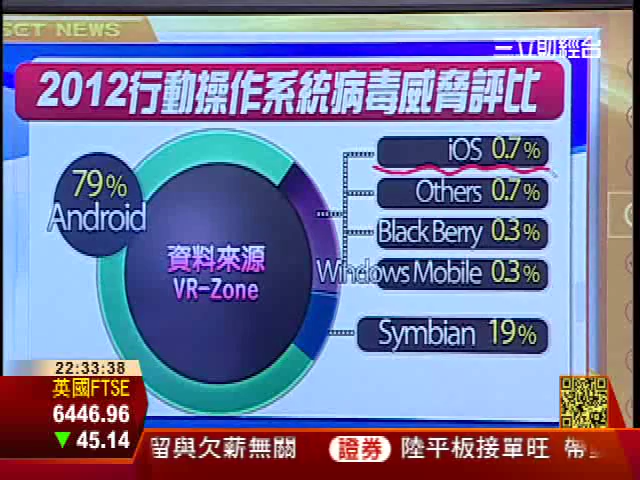 SET NEWS
三立財經台
2012行動操作系統病毒威脅評比
79%
Android
資料來源
VR-Zone
iOS 0.7%
Others 0.7%
Black Berry 0.3%
Windows Mobile 0.3%
Symbian 19%
22:33:38
英國FTSE
6446.96
▼45.14
留與欠薪無關 證券 陸平板接單旺 帶